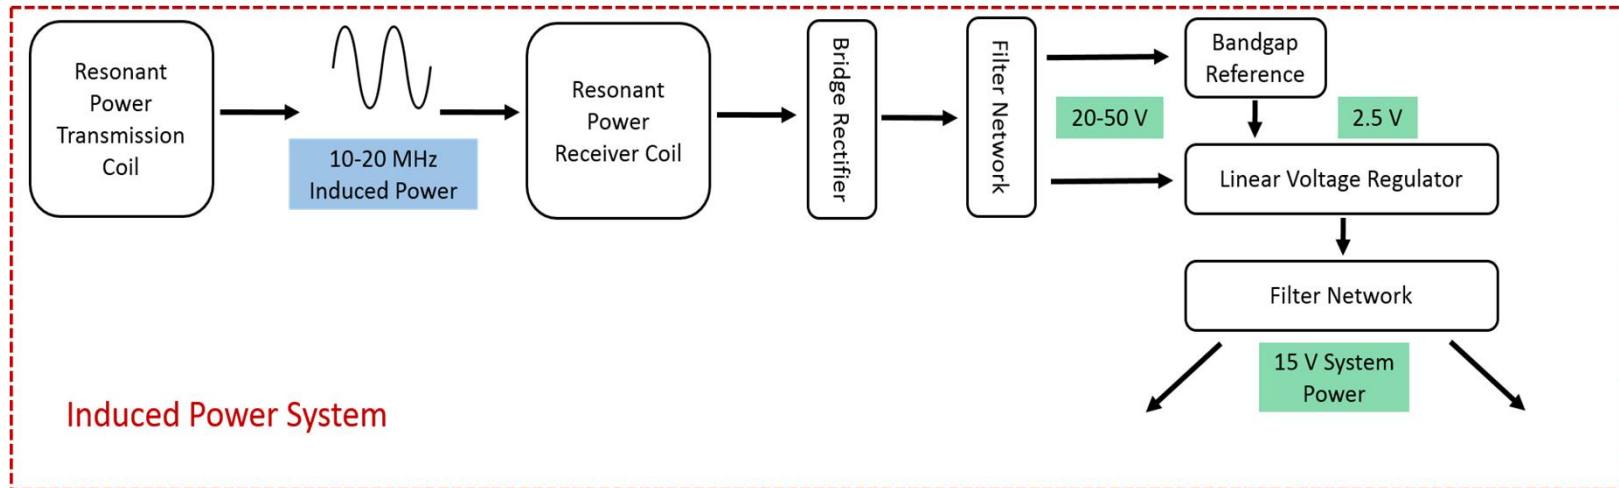 Resonant
Power
Transmission
Coil
10-20 MHz
Induced Power
Resonant
Power
Receiver Coil
Bridge Rectifier
Filter Network
20-50 V
Bandgap
Reference
2.5 V
Linear Voltage Regulator
Filter Network
15 V System
Power
Induced Power System